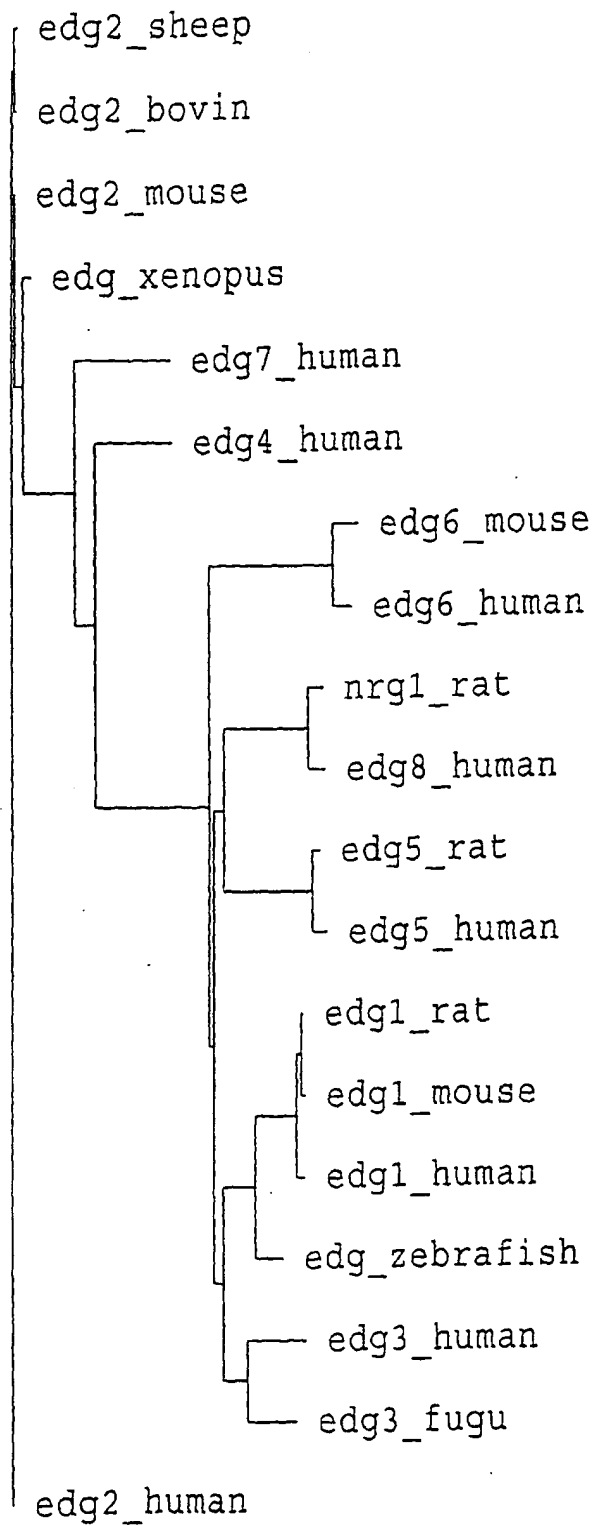 edg2_sheep
edg2_bovin
edg2_mouse
edg_xenopus
edg7_human
edg4_human
edg6_mouse
edg6_human
nrg1_rat
edg8_human
edg5_rat
edg5_human
edg1_rat
edg1_mouse
edg1_human
edg_zebrafish
edg3_human
edg3_fugu
edg2_human